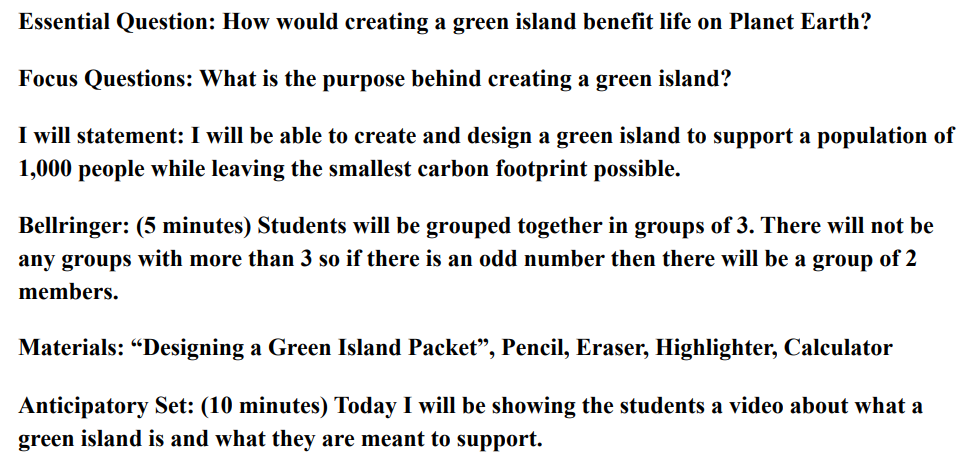 Essential Question: How would creating a green island benefit life on Planet Earth?
Focus Questions: What is the purpose behind creating a green island?
I will statement: I will be able to create and design a green island to support a population of
1,000 people while leaving the smallest carbon footprint possible.
Bellringer: (5 minutes) Students will be grouped together in groups of 3. There will not be
any groups with more than 3 so if there is an odd number then there will be a group of 2
members.
Materials: “Designing a Green Island Packet”, Pencil, Eraser, Highlighter, Calculator
Anticipatory Set: (10 minutes) Today I will be showing the students a video about what a
green island is and what they are meant to support.